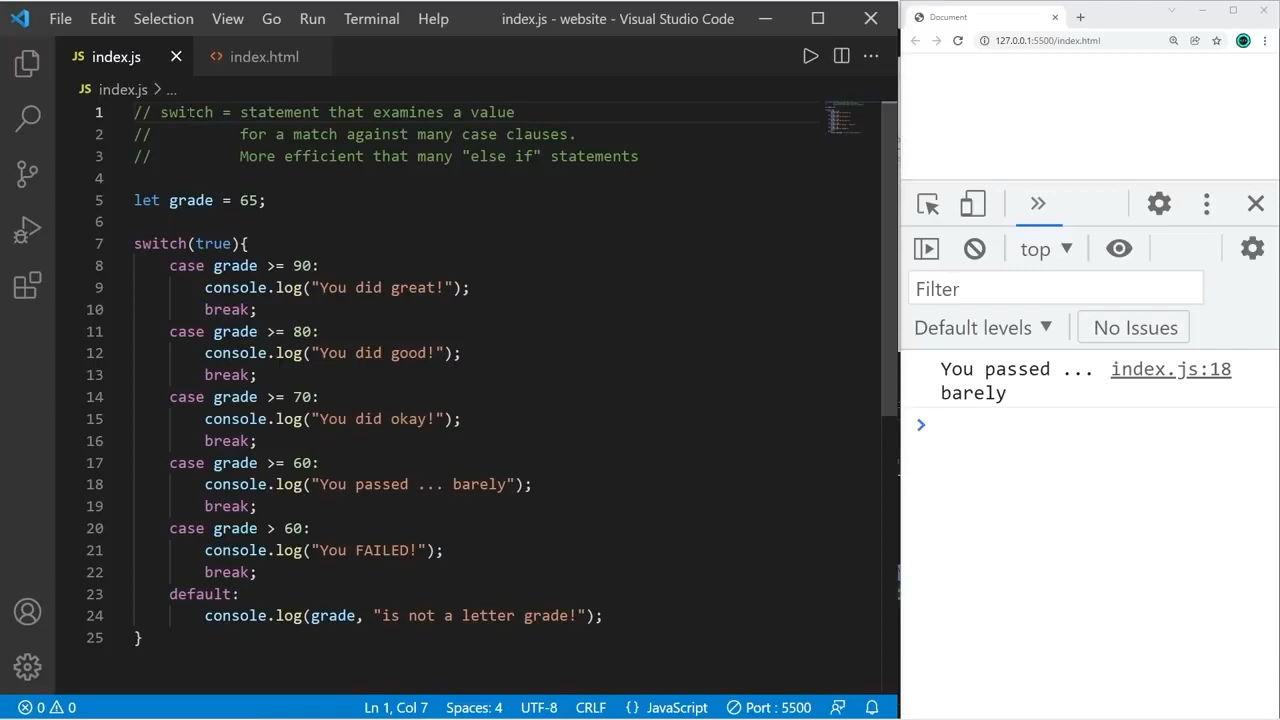 File Edit Selection View Go Run Terminal Help index.js - website - Visual Studio Code
JS index.js <> index.html
JS index.js > ...
1 // switch = statement that examines a value
2 //          for a match against many case clauses.
3 //          More efficient that many "else if" statements
4
5 let grade = 65;
6
7 switch(true){
8     case grade >= 90:
9         console.log("You did great!");
10         break;
11     case grade >= 80:
12         console.log("You did good!");
13         break;
14     case grade >= 70:
15         console.log("You did okay!");
16         break;
17     case grade >= 60:
18         console.log("You passed ... barely");
19         break;
20     case grade > 60:
21         console.log("You FAILED!");
22         break;
23     default:
24         console.log(grade, "is not a letter grade!");
25 }
0 0 Ln 1, Col 7 Spaces: 4 UTF-8 CRLF {} JavaScript Port : 5500
Document
127.0.0.1:5500/index.html
top
Filter
Default levels No Issues
You passed ... index.js:18
barely